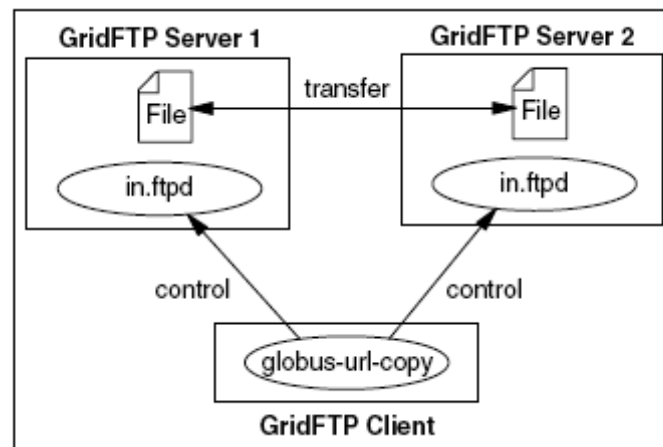 GridFTP Server 1
GridFTP Server 2
File
transfer
File
in.ftpd
in.ftpd
control
control
globus-url-copy
GridFTP Client